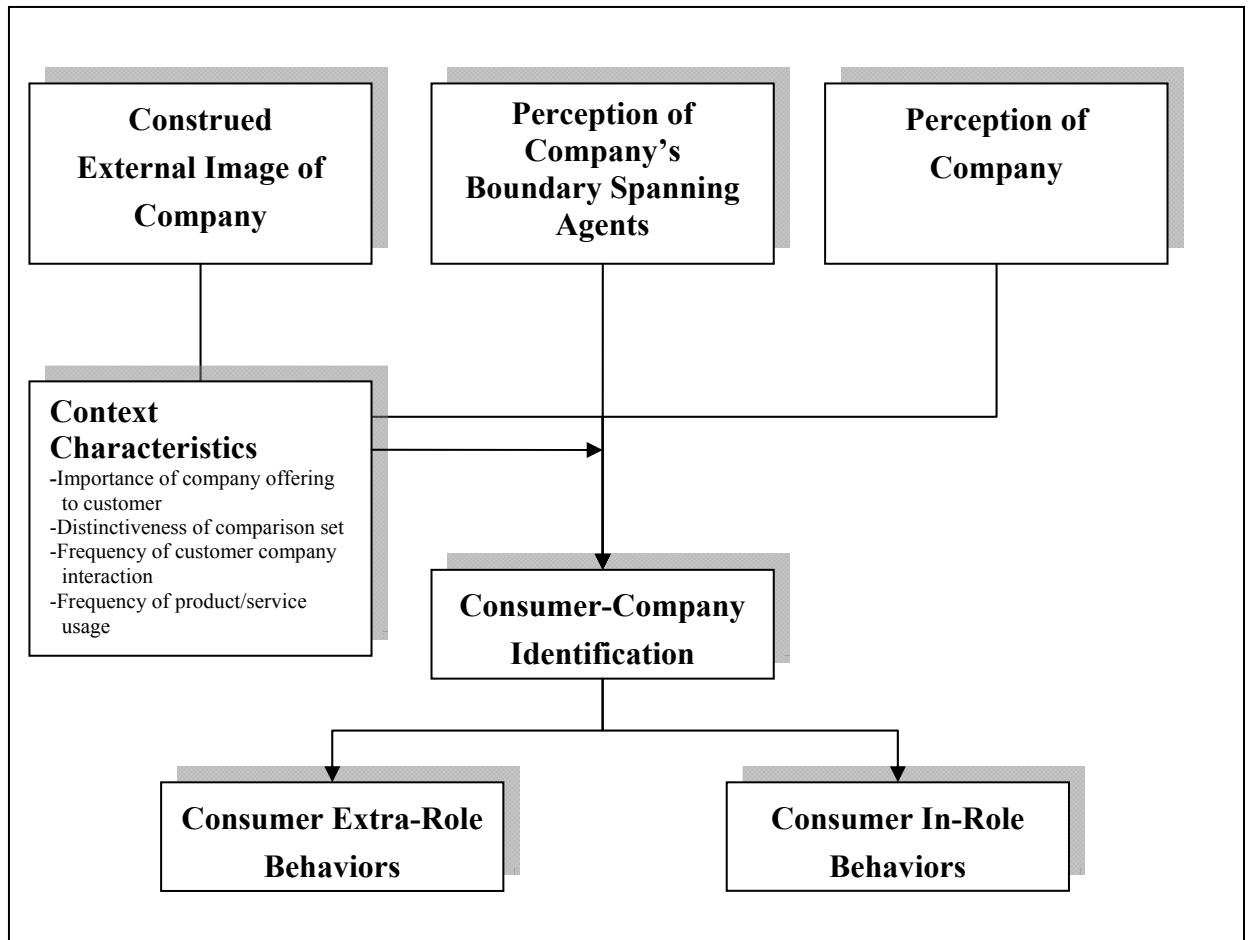 Construed
External Image of
Company
Perception of
Company’s
Boundary Spanning
Agents
Perception of
Company
Context
Characteristics
-Importance of company offering
to customer
-Distinctiveness of comparison set
-Frequency of customer company
interaction
-Frequency of product/service
usage
Consumer-Company
Identification
Consumer Extra-Role
Behaviors
Consumer In-Role
Behaviors